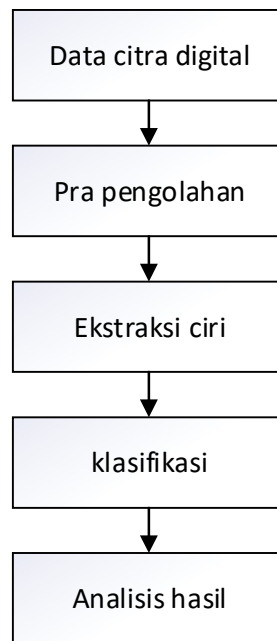 Data citra digital
Pra pengolahan
Ekstraksi ciri
klasifikasi
Analisis hasil